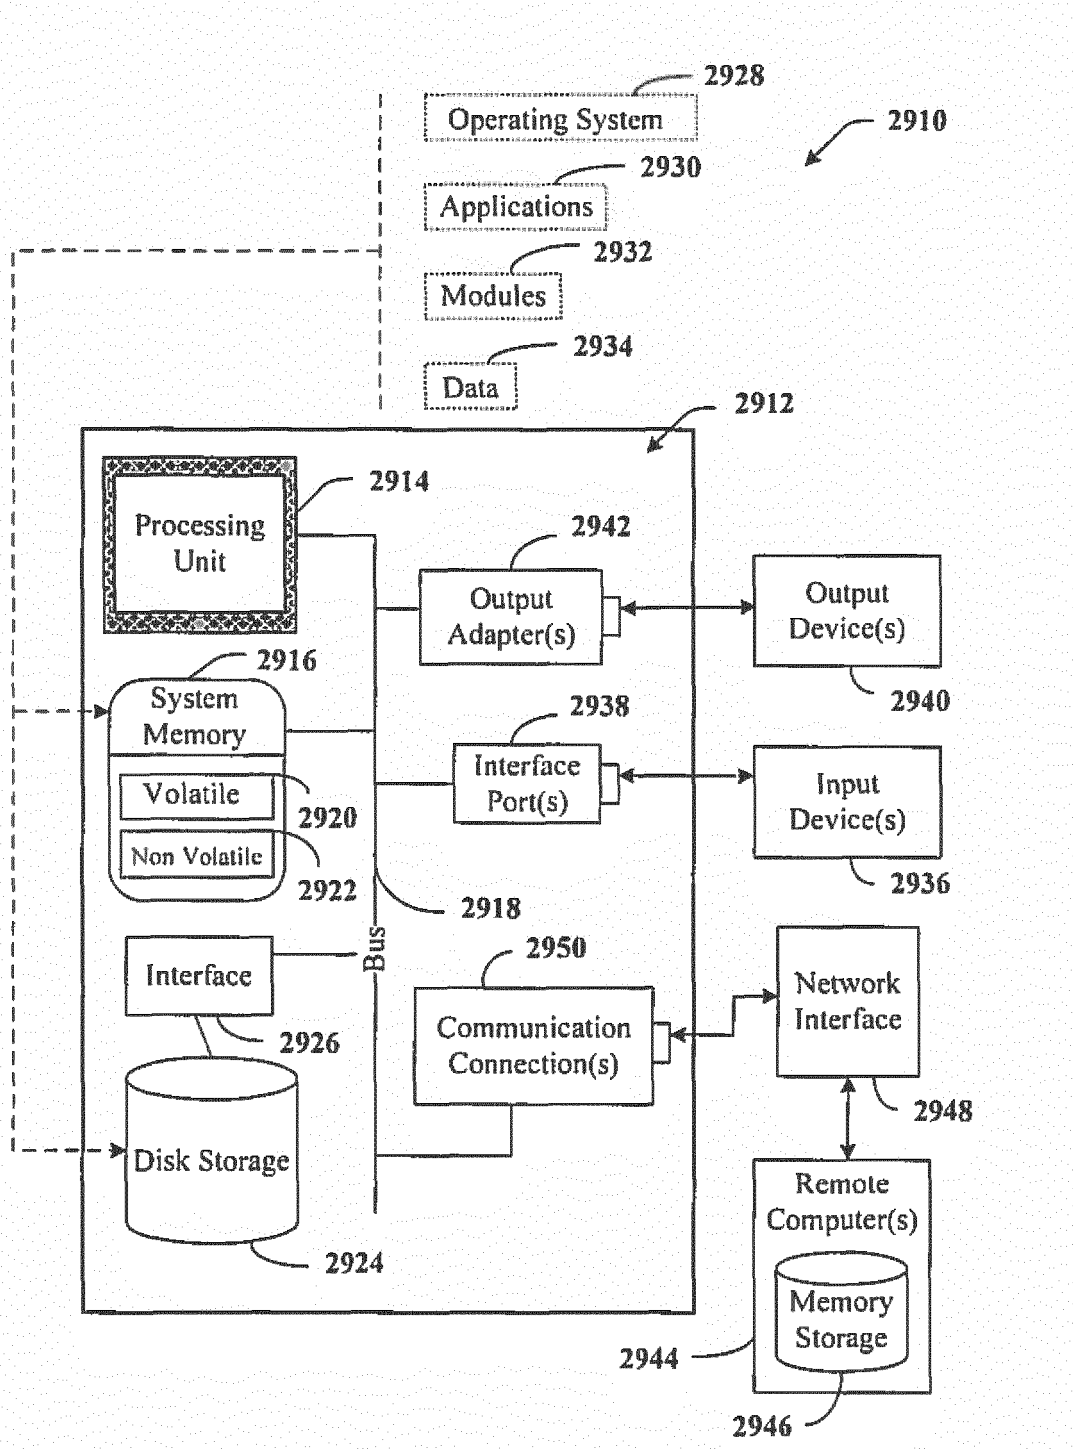 2928
Operating System
2910
2930
Applications
2932
Modules
2934
Data
2912
2914
Processing
Unit
2942
Output
Adapter(s)
Output
Device(s)
2940
2916
System
Memory
2938
Interface
Port(s)
Input
Device(s)
2936
Volatile
2920
Non Volatile
2922
2918
Bus
2950
Interface
2926
Communication
Connection(s)
Network
Interface
2948
Disk Storage
2924
Remote
Computer(s)
Memory
Storage
2944
2946